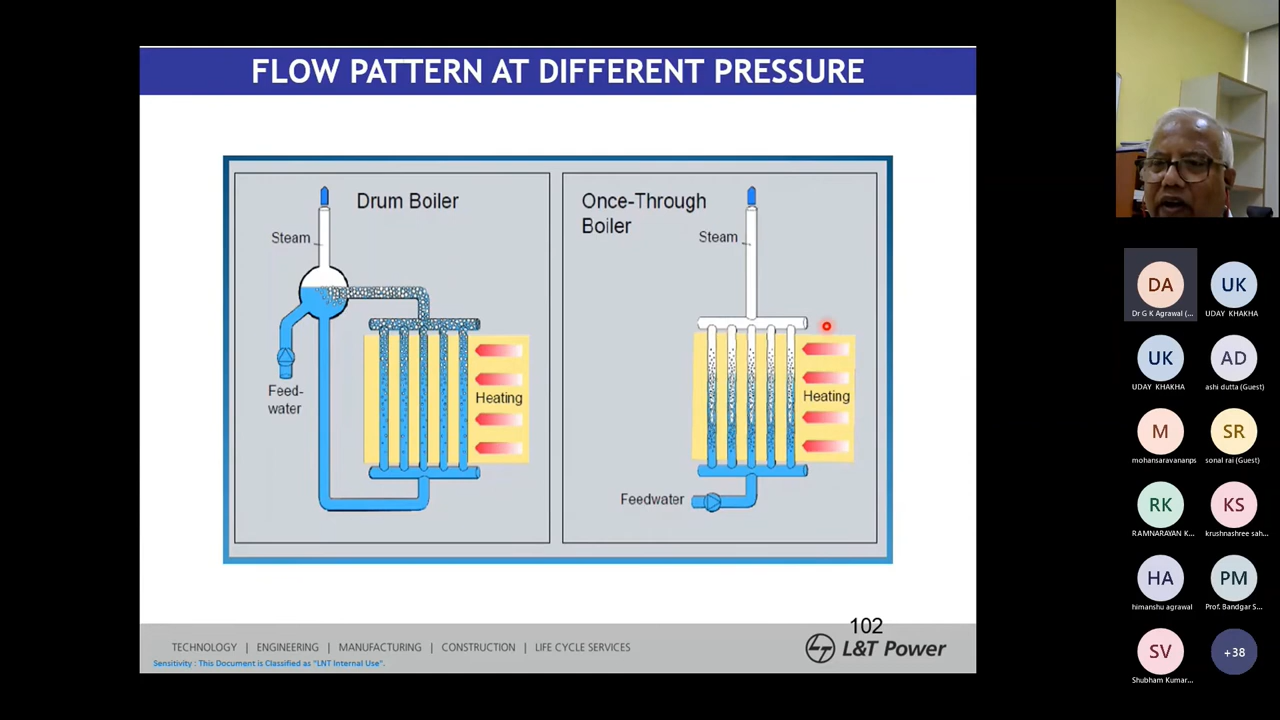 FLOW PATTERN AT DIFFERENT PRESSURE
Drum Boiler
Steam
Feed-
water
Heating
Once-Through
Boiler
Steam
Heating
Feedwater
102
TECHNOLOGY | ENGINEERING | MANUFACTURING | CONSTRUCTION | LIFE CYCLE SERVICES
L&T Power
Sensitivity : This Document is Classified as "LNT Internal Use".
DA
UK
Dr G K Agrawal (...
UDAY KHAKHA
UK
AD
UDAY KHAKHA
ashi dutta (Guest)
M
SR
mohansaravananps
sonal rai (Guest)
RK
KS
RAMNARAYAN K...
krushnashree sah...
HA
PM
himanshu agrawal
Prof. Bandgar S...
SV
+38
Shubham Kumar...